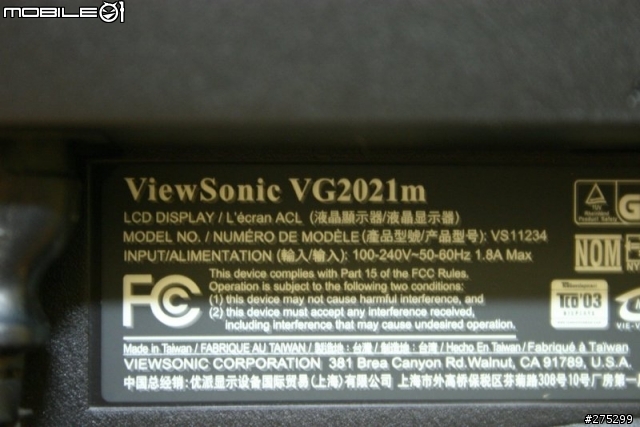 MOBILE01
ViewSonic VG2021m
LCD DISPLAY / L'écran ACL (液晶顯示器/液晶显示器)
MODEL NO. / NUMÉRO DE MODÈLE(產品型號/产品型号): VS11234
INPUT/ALIMENTATION (輸入/输入): 100-240V~50-60Hz 1.8A Max
FC
This device complies with Part 15 of the FCC Rules.
Operation is subject to the following two conditions:
(1) this device may not cause harmful interference, and
(2) this device must accept any interference received,
including interference that may cause undesired operation.
TÜV
NOM
TCO'03
DISPLAYS
Made in Taiwan / FABRIQUE AU TAIWAN / 製造地：台灣 / 制造地：台湾 / Hecho En Taiwan / Fabriqué à Taïwan
VIEWSONIC CORPORATION 381 Brea Canyon Rd.Walnut, CA 91789, U.S.A.
中国总经销: 优派显示设备国际贸易(上海)有限公司 上海市外高桥保税区芬菊路308号10号厂房第一
#275299